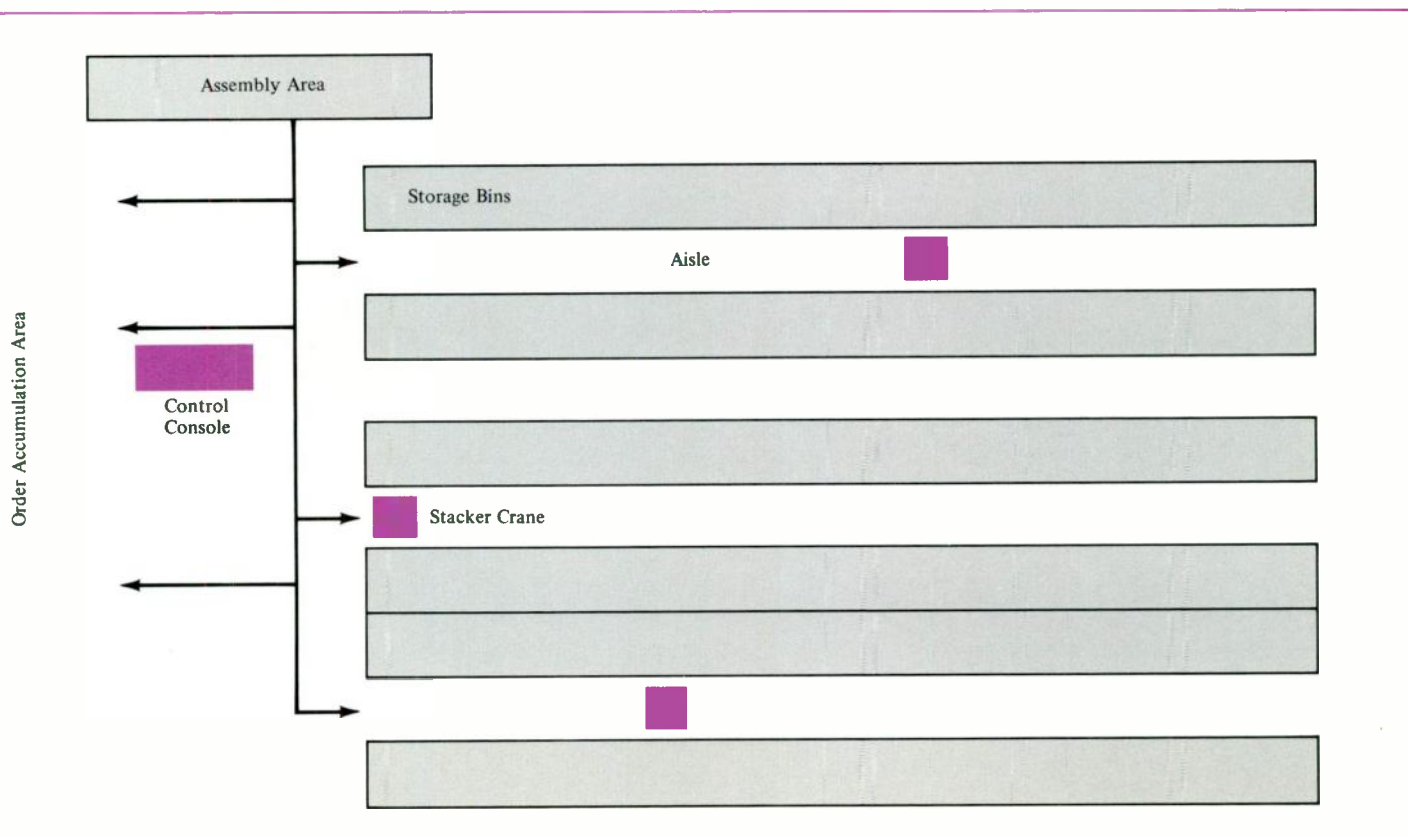 Assembly Area
Storage Bins
Aisle
Order Accumulation Area
Control
Console
Stacker Crane